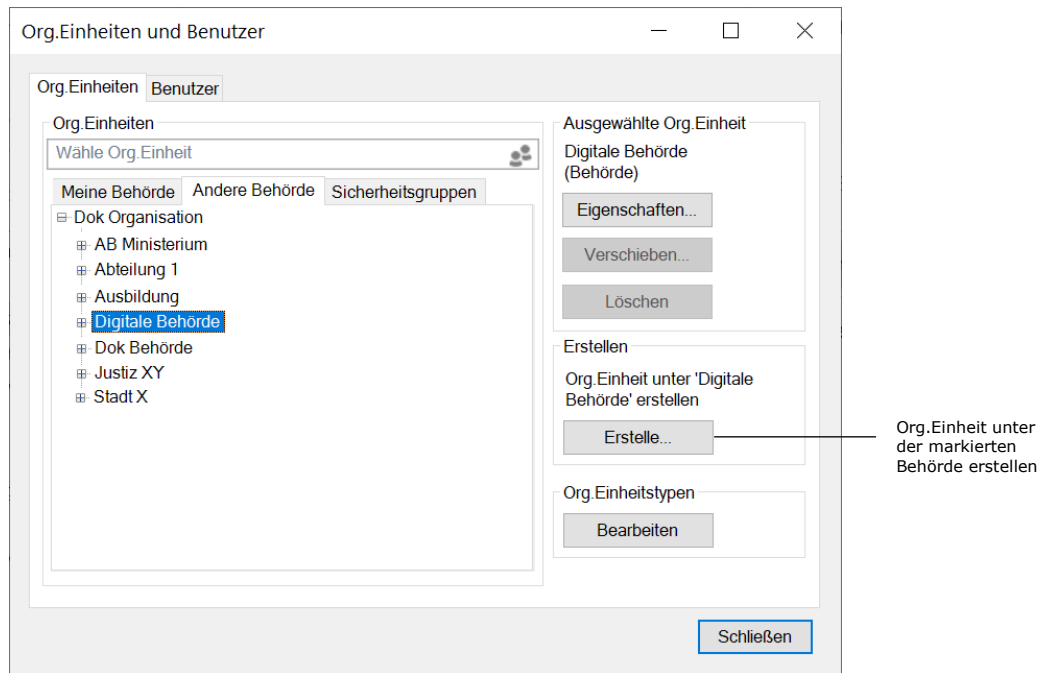 Org.Einheiten und Benutzer
Org.Einheiten Benutzer
Org.Einheiten
Wähle Org.Einheit
Meine Behörde Andere Behörde Sicherheitsgruppen
Dok Organisation
AB Ministerium
Abteilung 1
Ausbildung
Digitale Behörde
Dok Behörde
Justiz XY
Stadt X
Ausgewählte Org.Einheit
Digitale Behörde
(Behörde)
Eigenschaften...
Verschieben...
Löschen
Erstellen
Org.Einheit unter 'Digitale
Behörde' erstellen
Erstelle...
Org.Einheit unter
der markierten
Behörde erstellen
Org.Einheitstypen
Bearbeiten
Schließen